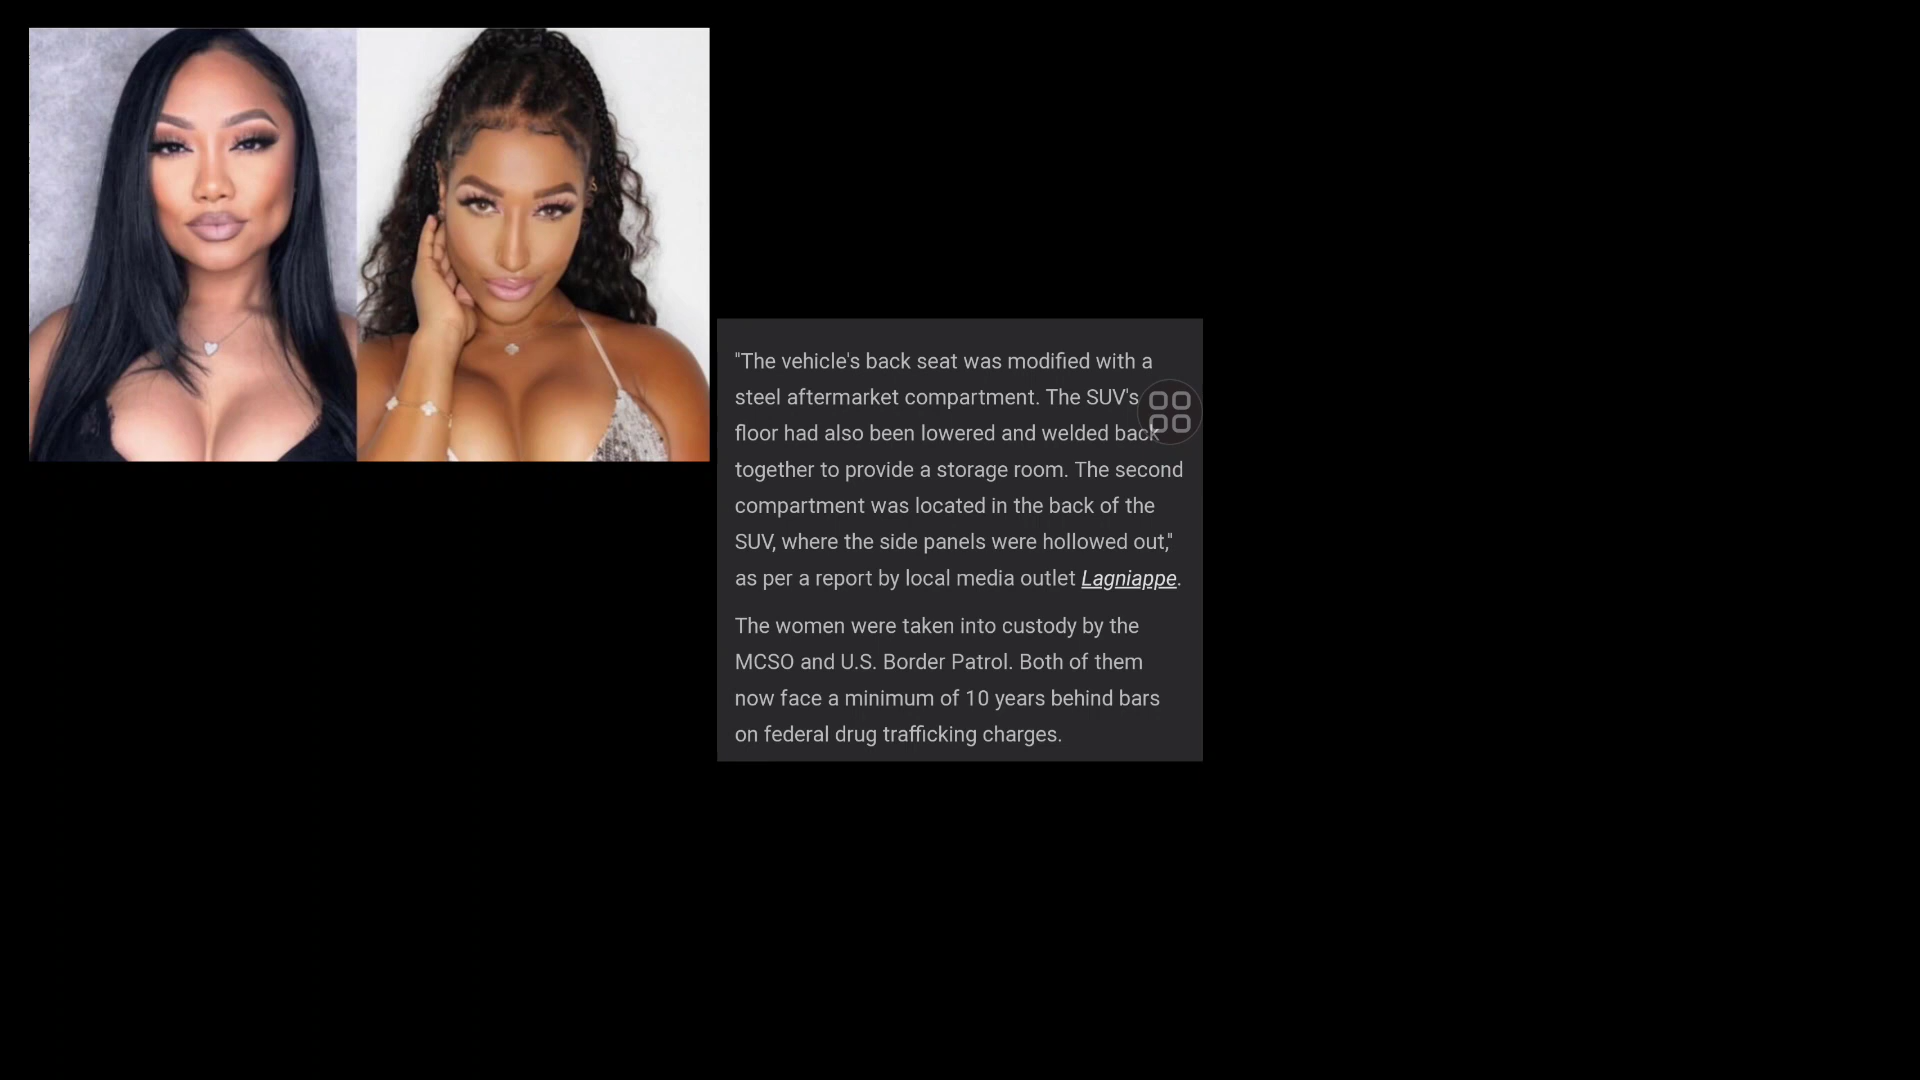 "The vehicle's back seat was modified with a
steel aftermarket compartment. The SUV's
floor had also been lowered and welded back
together to provide a storage room. The second
compartment was located in the back of the
SUV, where the side panels were hollowed out,"
as per a report by local media outlet Lagniappe.
The women were taken into custody by the
MCSO and U.S. Border Patrol. Both of them
now face a minimum of 10 years behind bars
on federal drug trafficking charges.